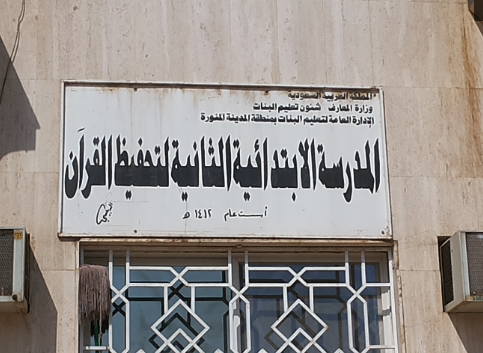 المملكة العربية السعودية
وزارة المعارف شئون تعليم البنات
الإدارة العامة لتعليم البنات بمنطقة المدينة المنورة
المدرسة الابتدائية الثانية لتحفيظ القرآن
أسست عام ١٤١٢ هـ